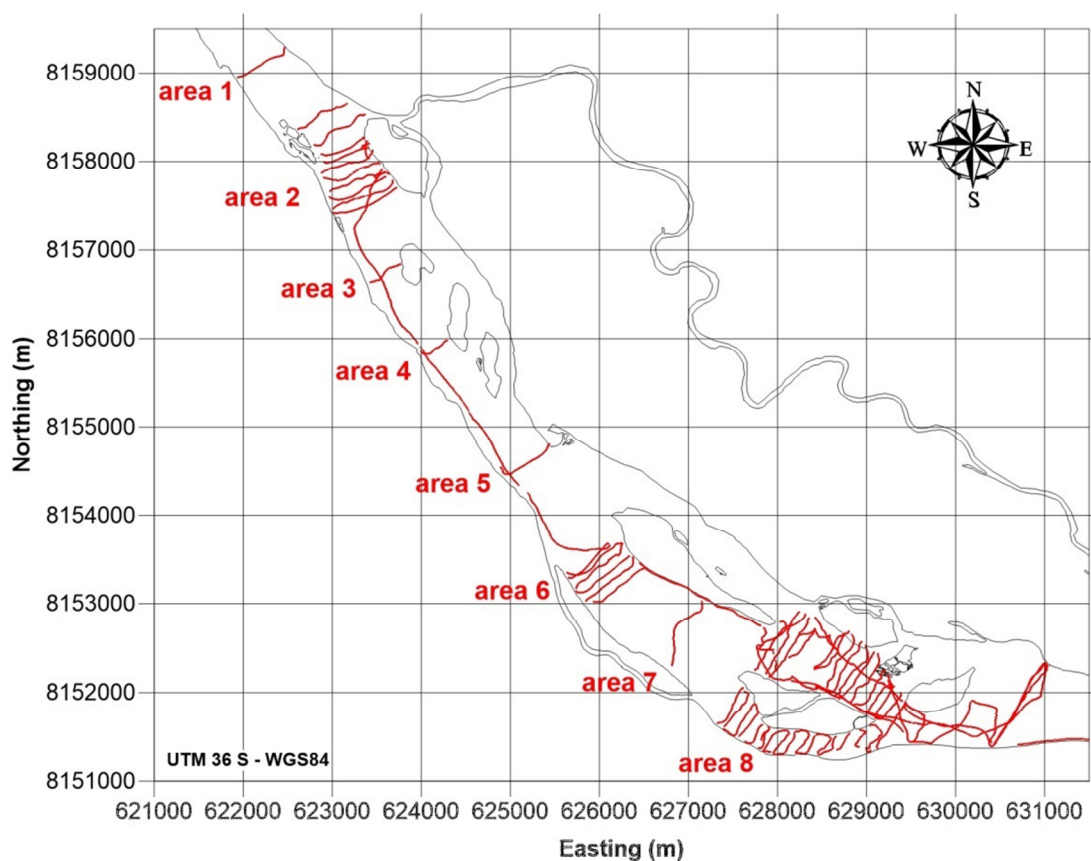 8159000
area 1
N
8158000
W
E
area 2
S
8157000
area 3
8156000
area 4
Northing (m)
8155000
area 5
8154000
area 6
8153000
area 7
8152000
area 8
UTM 36 S - WGS84
8151000
621000 622000 623000 624000 625000 626000 627000 628000 629000 630000 631000
Easting (m)